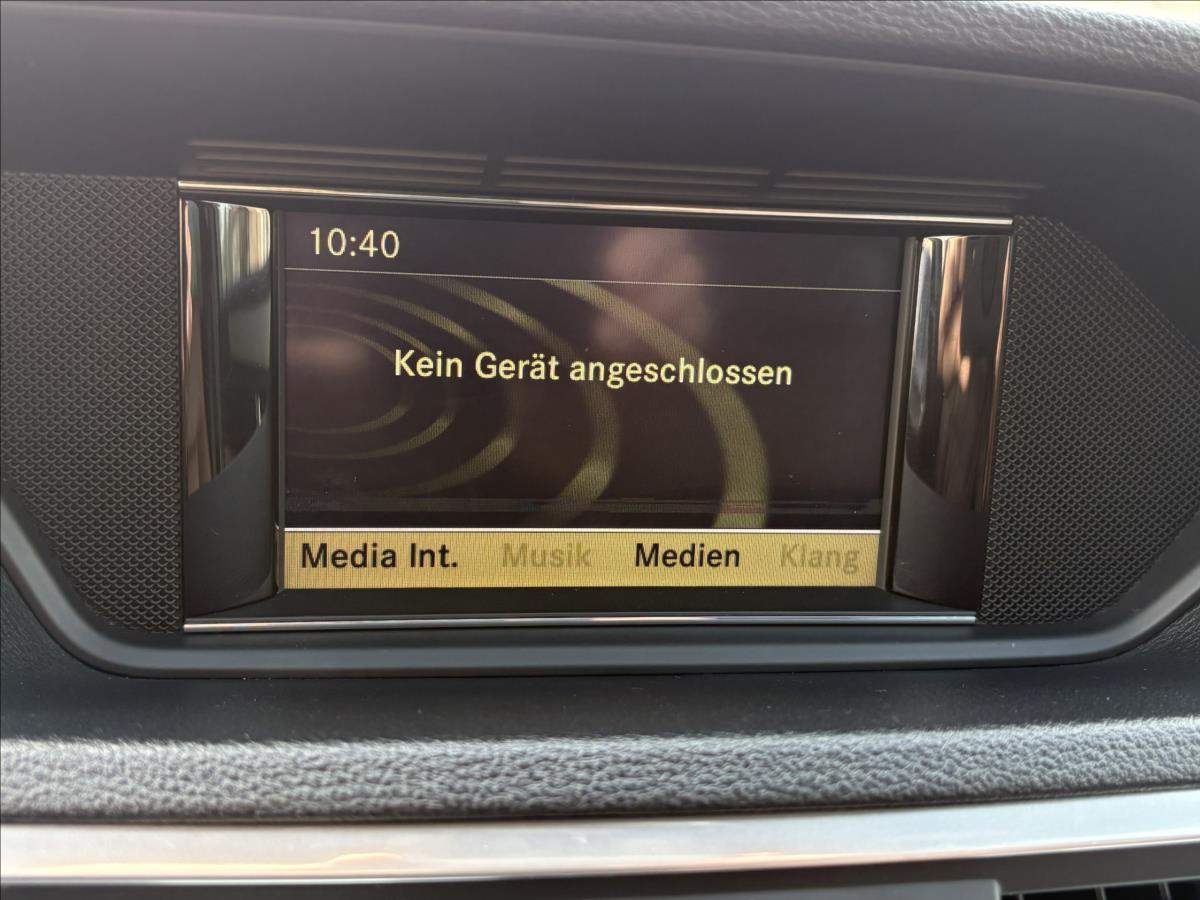 10:40
Kein Gerät angeschlossen
Media Int. Musik Medien Klang